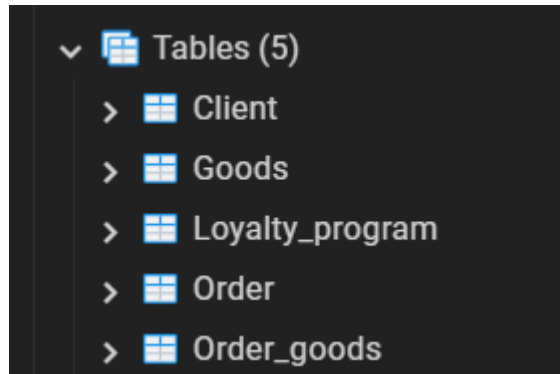 Tables (5)
Client
Goods
Loyalty_program
Order
Order_goods